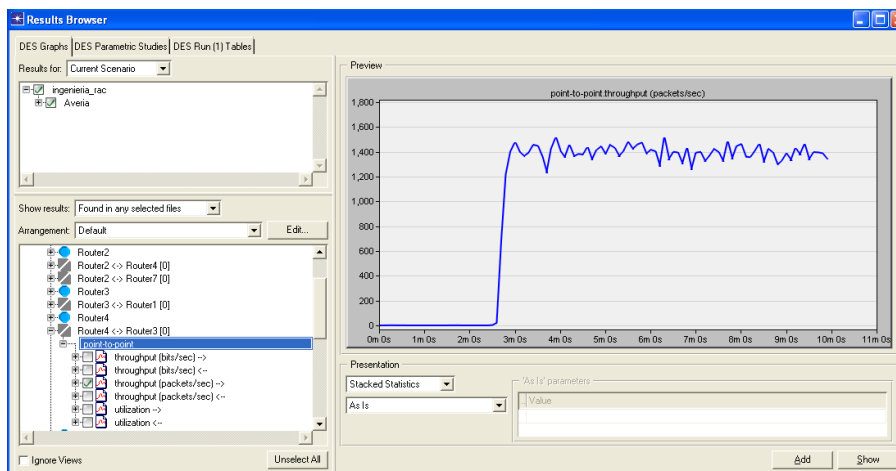 Results Browser
DES Graphs DES Parametric Studies DES Run (1) Tables
Results for: Current Scenario
ingenieria_rac
Averia
Show results: Found in any selected files
Arrangement: Default Edit...
Router2
Router2 <-> Router4 [0]
Router2 <-> Router7 [0]
Router3
Router3 <-> Router1 [0]
Router4
Router4 <-> Router3 [0]
point-to-point
throughput (bits/sec) -->
throughput (bits/sec) <--
throughput (packets/sec) -->
throughput (packets/sec) <--
utilization -->
utilization <--
Ignore Views Unselect All
Preview
point-to-point.throughput (packets/sec)
1,800
1,600
1,400
1,200
1,000
800
600
400
200
0
0m 0s 1m 0s 2m 0s 3m 0s 4m 0s 5m 0s 6m 0s 7m 0s 8m 0s 9m 0s 10m 0s 11m 0s
Presentation
Stacked Statistics
As Is
'As Is' parameters
Value
Add Show